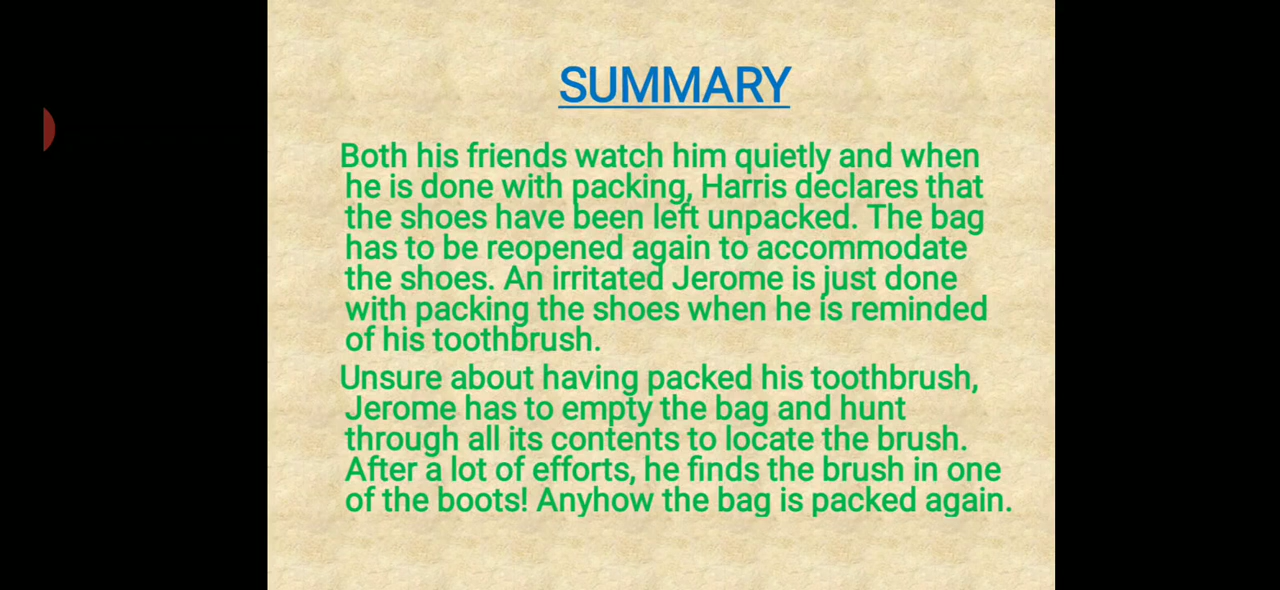 SUMMARY
Both his friends watch him quietly and when
he is done with packing, Harris declares that
the shoes have been left unpacked. The bag
has to be reopened again to accommodate
the shoes. An irritated Jerome is just done
with packing the shoes when he is reminded
of his toothbrush.
Unsure about having packed his toothbrush,
Jerome has to empty the bag and hunt
through all its contents to locate the brush.
After a lot of efforts, he finds the brush in one
of the boots! Anyhow the bag is packed again.